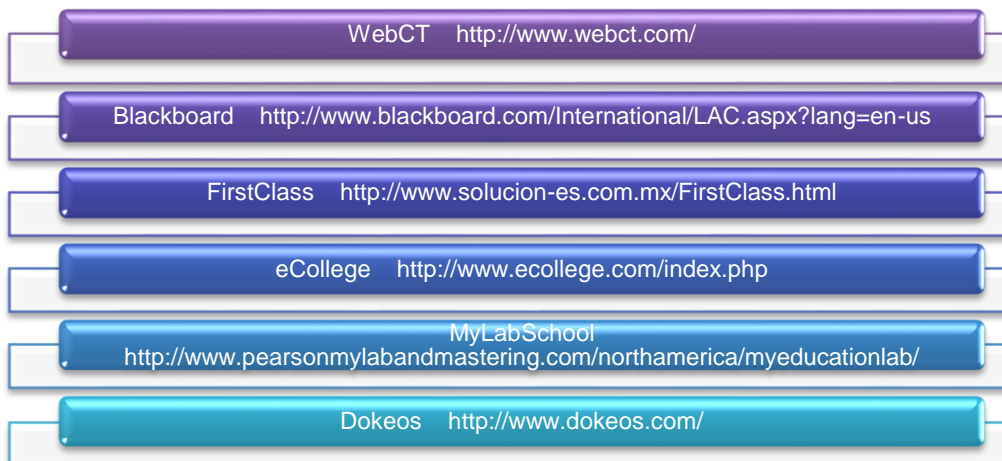 WebCT http://www.webct.com/
Blackboard http://www.blackboard.com/International/LAC.aspx?lang=en-us
FirstClass http://www.solucion-es.com.mx/FirstClass.html
eCollege http://www.ecollege.com/index.php
MyLabSchool
http://www.pearsonmylabandmastering.com/northamerica/myeducationlab/
Dokeos http://www.dokeos.com/